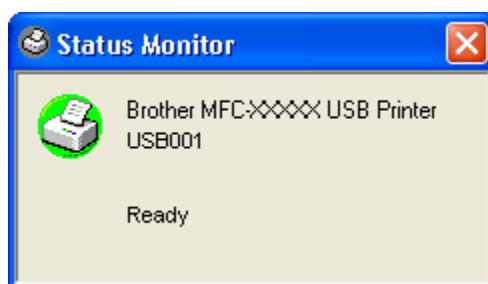 Status Monitor
Brother MFC-XXXXX USB Printer
USB001
Ready